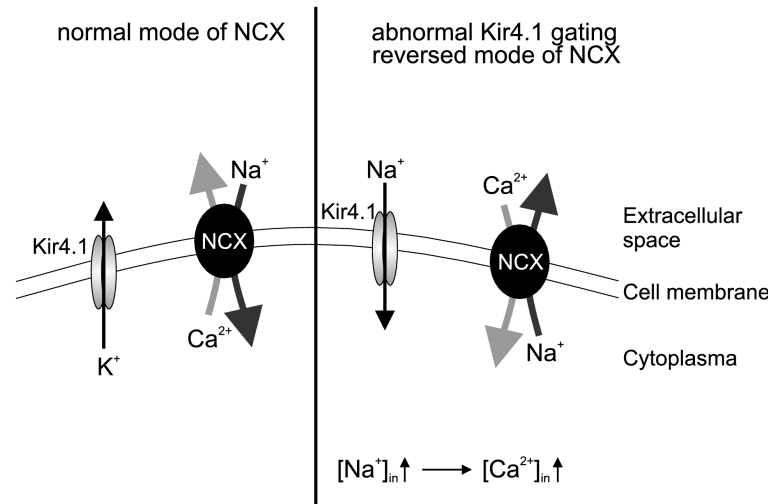 normal mode of NCX
abnormal Kir4.1 gating
reversed mode of NCX
Na⁺
Kir4.1
NCX
Ca²⁺
K⁺
Na⁺
Kir4.1
Ca²⁺
NCX
Na⁺
Extracellular
space
Cell membrane
Cytoplasma
[Na⁺]in↑ → [Ca²⁺]in↑